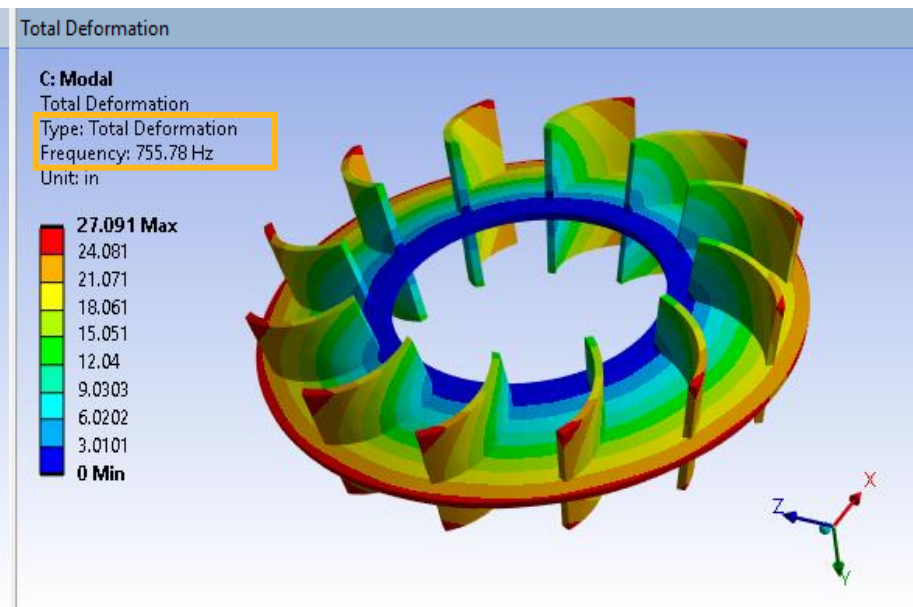 Total Deformation
C: Modal
Total Deformation
Type: Total Deformation
Frequency: 755.78 Hz
Unit: in
27.091 Max
24.081
21.071
18.061
15.051
12.04
9.0303
6.0202
3.0101
0 Min
X
Z
Y